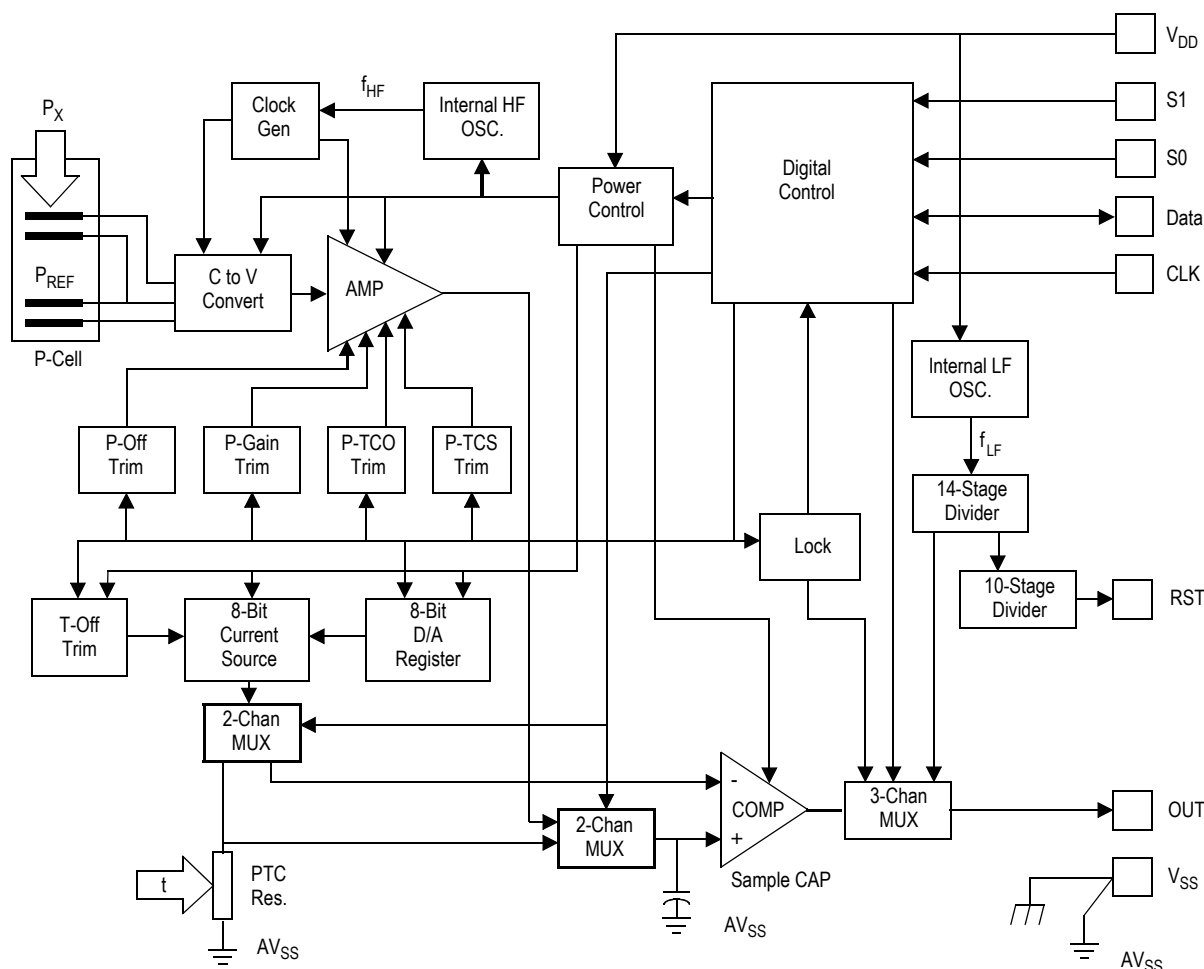 V_DD
f_HF
Clock
Gen
Internal HF
OSC.
S1
P_X
S0
Digital
Control
Power
Control
Data
P_REF
C to V
Convert
AMP
CLK
P-Cell
Internal LF
OSC.
P-Off
Trim
P-Gain
Trim
P-TCO
Trim
P-TCS
Trim
f_LF
14-Stage
Divider
Lock
10-Stage
Divider
RST
T-Off
Trim
8-Bit
Current
Source
8-Bit
D/A
Register
2-Chan
MUX
-
COMP
+
3-Chan
MUX
OUT
2-Chan
MUX
Sample CAP
t
PTC
Res.
V_SS
AV_SS
AV_SS
AV_SS